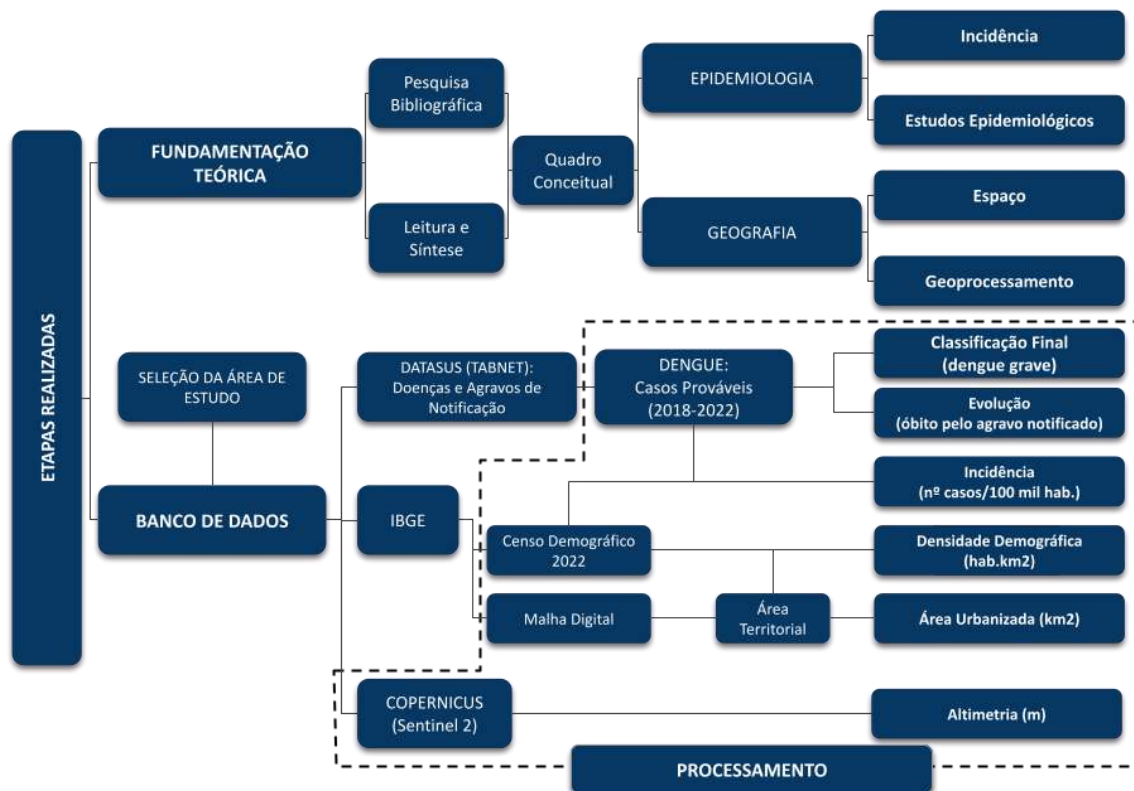 ETAPAS REALIZADAS
FUNDAMENTAÇÃO
TEÓRICA
Pesquisa
Bibliográfica
Leitura e
Síntese
Quadro
Conceitual
EPIDEMIOLOGIA
GEOGRAFIA
Incidência
Estudos Epidemiológicos
Espaço
Geoprocessamento
SELEÇÃO DA ÁREA DE
ESTUDO
BANCO DE DADOS
DATASUS (TABNET):
Doenças e Agravos de
Notificação
DENGUE:
Casos Prováveis
(2018-2022)
Classificação Final
(dengue grave)
Evolução
(óbito pelo agravo notificado)
Incidência
(nº casos/100 mil hab.)
IBGE
Censo Demográfico
2022
Densidade Demográfica
(hab.km2)
Malha Digital
Área
Territorial
Área Urbanizada (km2)
COPERNICUS
(Sentinel 2)
Altimetria (m)
PROCESSAMENTO